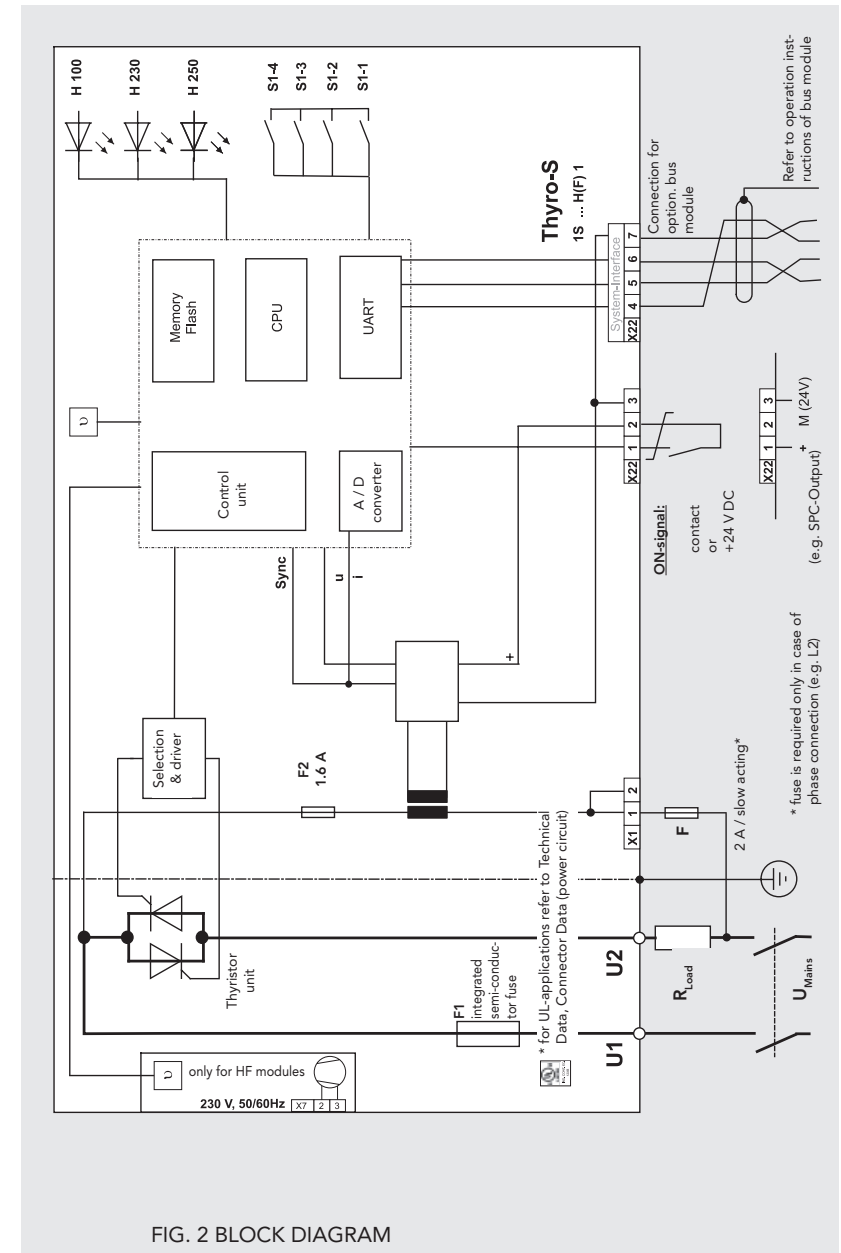 H 100
H 230
H 250
S1-4
S1-3
S1-2
S1-1
Thyro-S
1S ... H(F) 1
Memory
Flash
CPU
UART
Control
unit
A / D
converter
υ
Sync
u
i
+
Selection
& driver
F2
1.6 A
Thyristor
unit
F1
integrated
semi-conduc-
tor fuse
υ
only for HF modules
230 V, 50/60Hz
X7 2 3
* for UL-applications refer to Technical
Data, Connector Data (power circuit)
U1
U2
X1 1 2
X22 1 2 3
X22 4 5 6 7
System-Interface
Connection for
option. bus
module
Refer to operation inst-
ructions of bus module
ON-signal:
contact
or
+24 V DC
X22 1 2 3
+
M (24V)
(e.g. SPC-Output)
F
2 A / slow acting*
* fuse is required only in case of
phase connection (e.g. L2)
RLoad
UMains
FIG. 2 BLOCK DIAGRAM